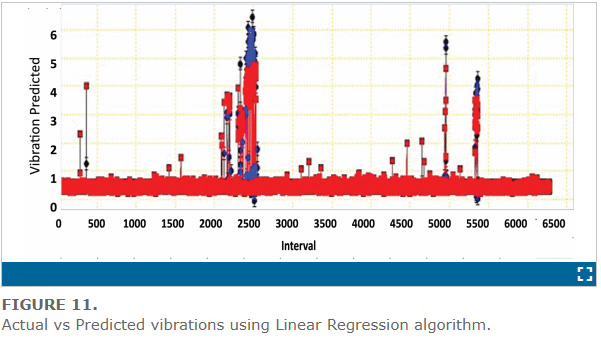 Vibration Predicted
6
5
4
3
2
1
0
0 500 1000 1500 2000 2500 3000 3500 4000 4500 5000 5500 6000 6500
Interval
FIGURE 11.
Actual vs Predicted vibrations using Linear Regression algorithm.